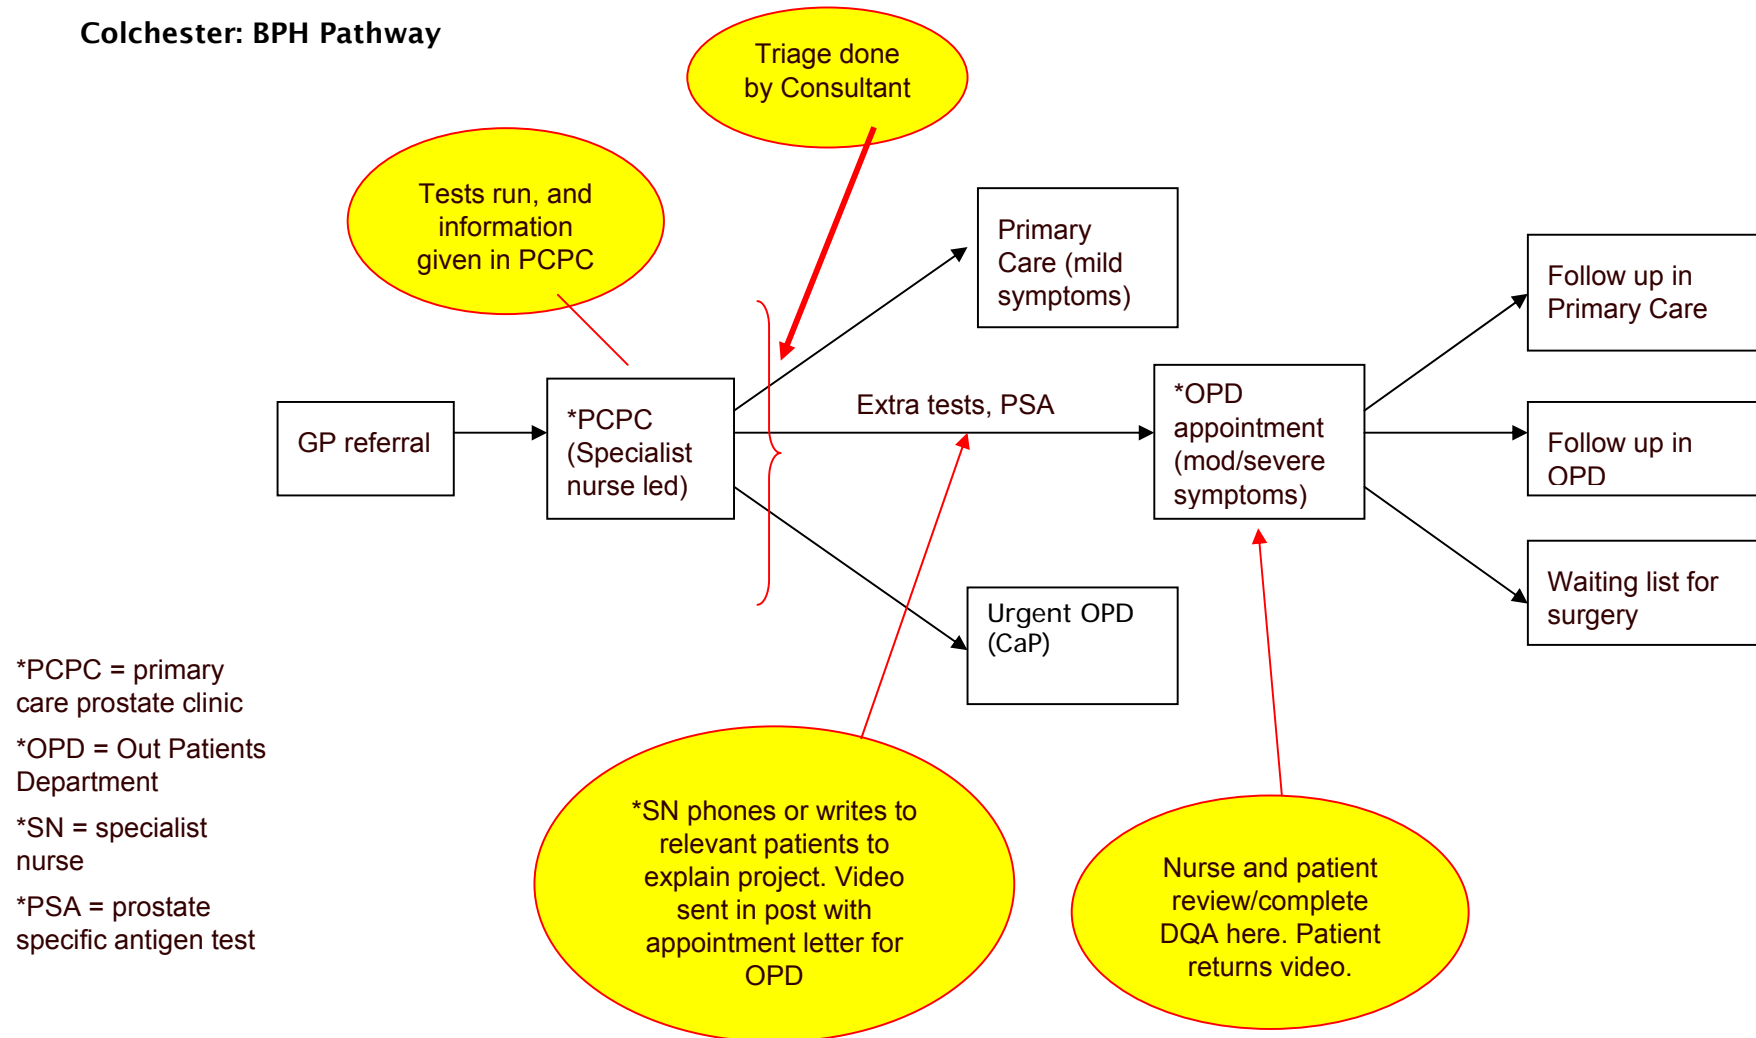 Colchester: BPH Pathway
Triage done
by Consultant
Tests run, and
information
given in PCPC
Primary
Care (mild
symptoms)
Follow up in
Primary Care
GP referral
*PCPC
(Specialist
nurse led)
Extra tests, PSA
*OPD
appointment
(mod/severe
symptoms)
Follow up in
OPD
Urgent OPD
(CaP)
Waiting list for
surgery
*PCPC = primary
care prostate clinic
*OPD = Out Patients
Department
*SN = specialist
nurse
*PSA = prostate
specific antigen test
*SN phones or writes to
relevant patients to
explain project. Video
sent in post with
appointment letter for
OPD
Nurse and patient
review/complete
DQA here. Patient
returns video.